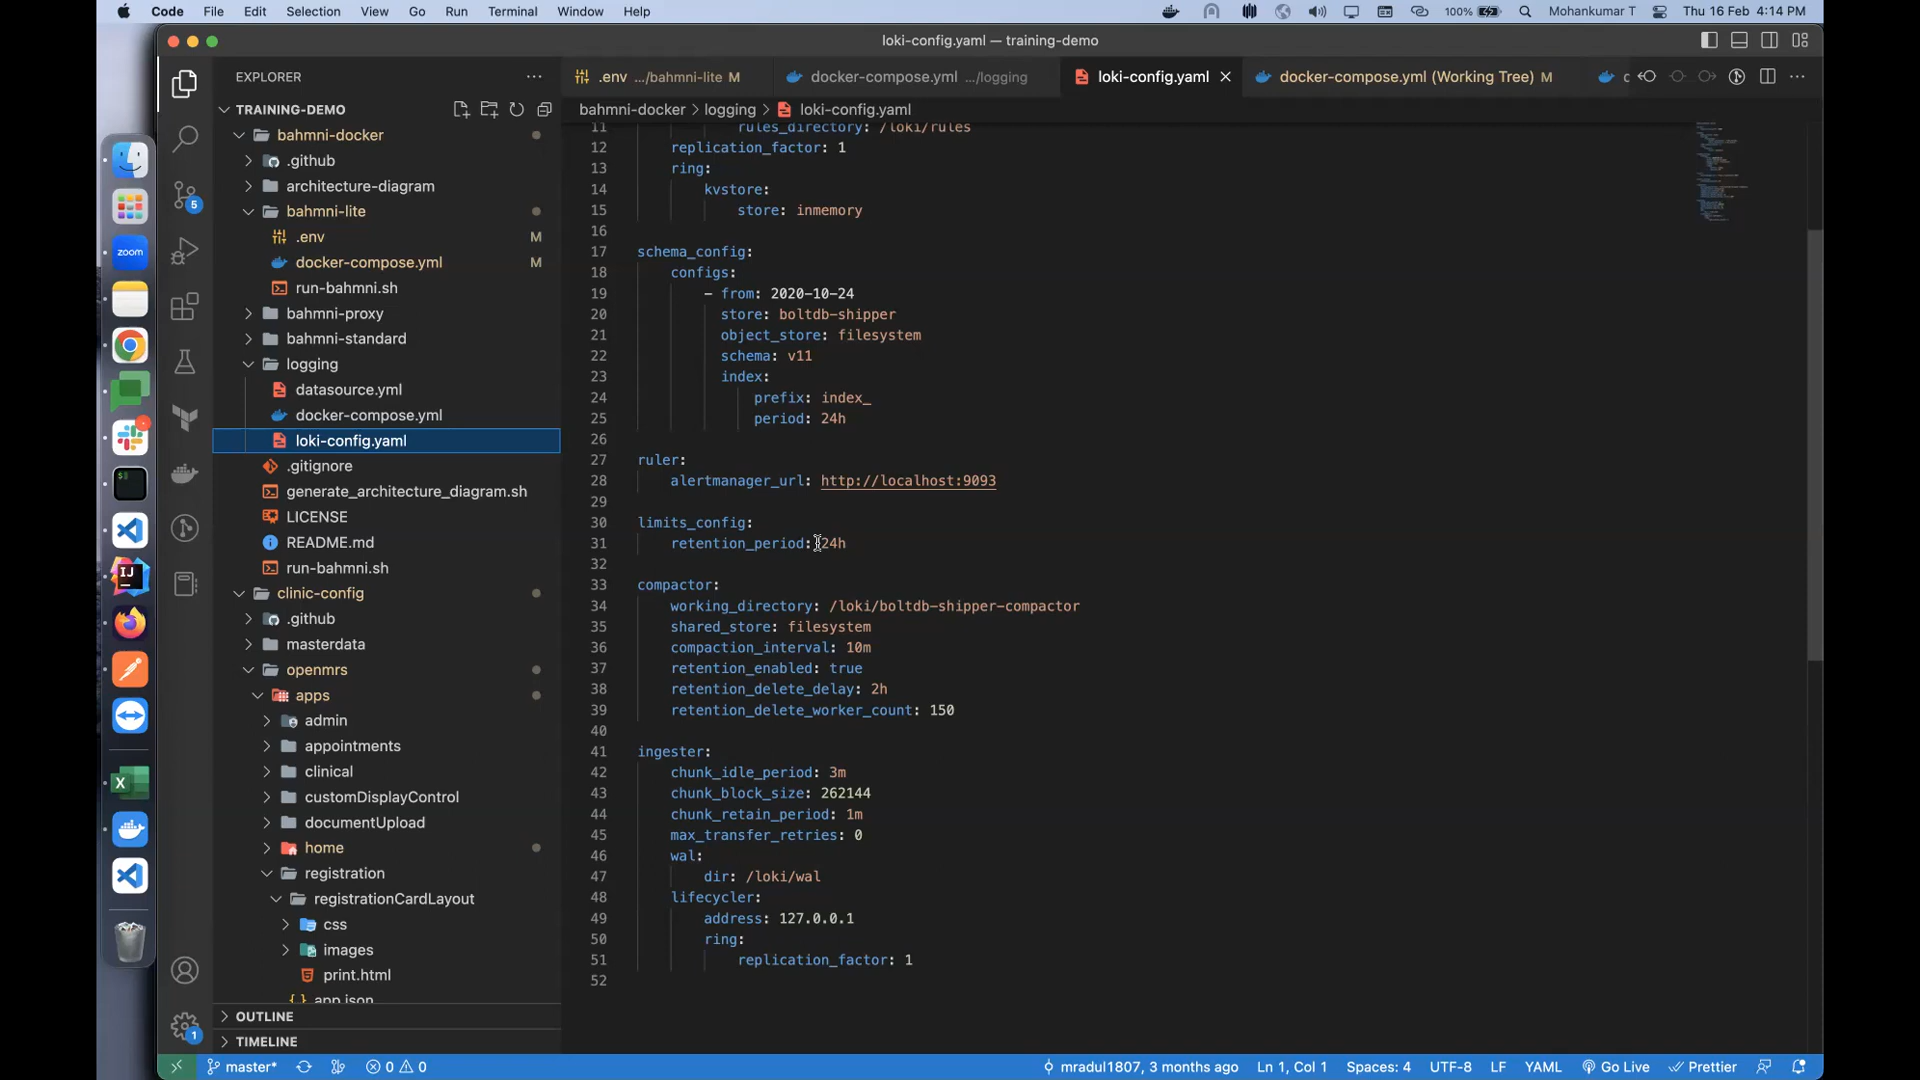 Code File Edit Selection View Go Run Terminal Window Help 100% Mohankumar T Thu 16 Feb 4:14 PM
loki-config.yaml — training-demo
EXPLORER
.env .../bahmni-lite M
docker-compose.yml .../logging
loki-config.yaml
docker-compose.yml (Working Tree) M
TRAINING-DEMO
bahmni-docker > logging > loki-config.yaml
bahmni-docker
.github
architecture-diagram
bahmni-lite
.env M
docker-compose.yml M
run-bahmni.sh
bahmni-proxy
bahmni-standard
logging
datasource.yml
docker-compose.yml
loki-config.yaml
.gitignore
generate_architecture_diagram.sh
LICENSE
README.md
run-bahmni.sh
clinic-config
.github
masterdata
openmrs
apps
admin
appointments
clinical
customDisplayControl
documentUpload
home
registration
registrationCardLayout
css
images
print.html
app.json
OUTLINE
TIMELINE
5
zoom
1
11 rules_directory: /loki/rules
12 replication_factor: 1
13 ring:
14 kvstore:
15 store: inmemory
16
17 schema_config:
18 configs:
19 - from: 2020-10-24
20 store: boltdb-shipper
21 object_store: filesystem
22 schema: v11
23 index:
24 prefix: index_
25 period: 24h
26
27 ruler:
28 alertmanager_url: http://localhost:9093
29
30 limits_config:
31 retention_period: 24h
32
33 compactor:
34 working_directory: /loki/boltdb-shipper-compactor
35 shared_store: filesystem
36 compaction_interval: 10m
37 retention_enabled: true
38 retention_delete_delay: 2h
39 retention_delete_worker_count: 150
40
41 ingester:
42 chunk_idle_period: 3m
43 chunk_block_size: 262144
44 chunk_retain_period: 1m
45 max_transfer_retries: 0
46 wal:
47 dir: /loki/wal
48 lifecycler:
49 address: 127.0.0.1
50 ring:
51 replication_factor: 1
52
master* 0 0 mradul1807, 3 months ago Ln 1, Col 1 Spaces: 4 UTF-8 LF YAML Go Live Prettier